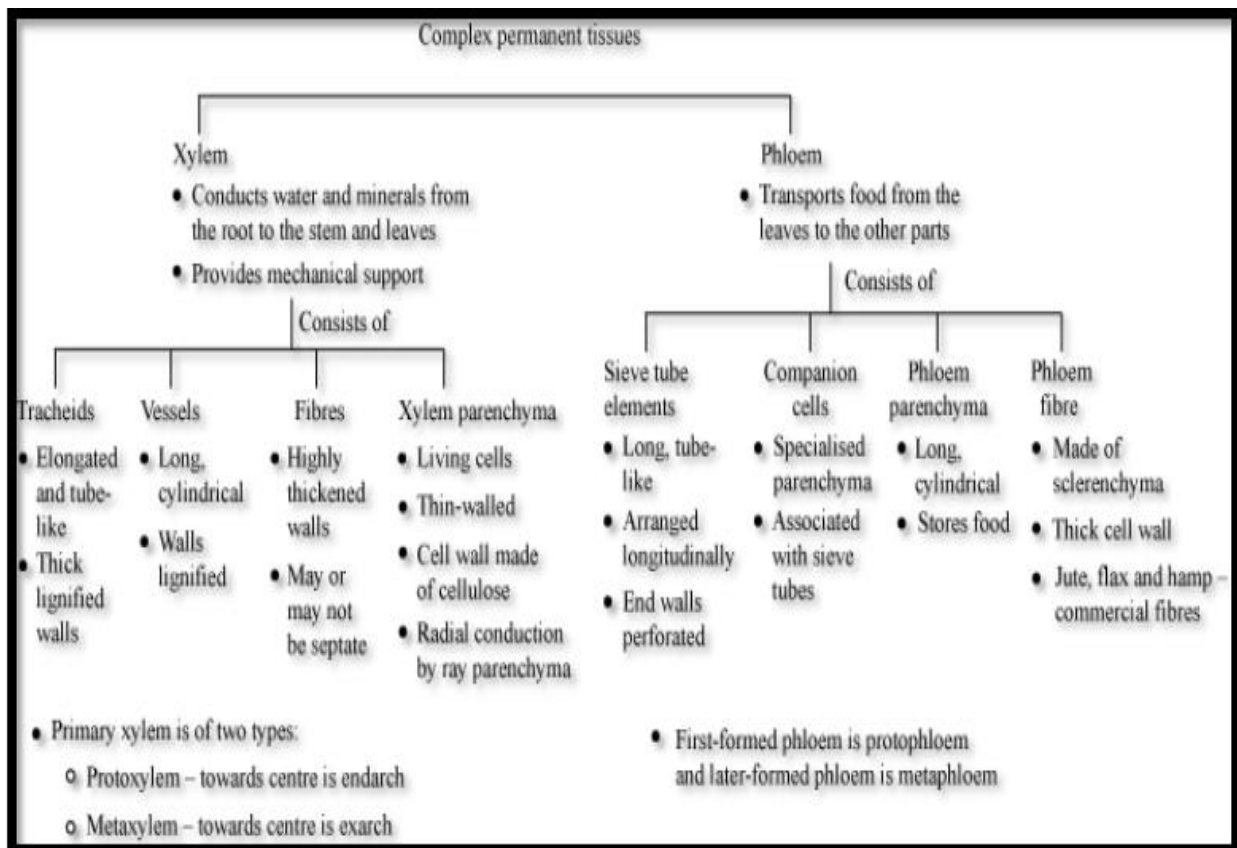 Complex permanent tissues
Xylem
• Conducts water and minerals from
the root to the stem and leaves
• Provides mechanical support
Consists of
Tracheids
• Elongated
and tube-
like
• Thick
lignified
walls
Vessels
• Long,
cylindrical
• Walls
lignified
Fibres
• Highly
thickened
walls
• May or
may not
be septate
Xylem parenchyma
• Living cells
• Thin-walled
• Cell wall made
of cellulose
• Radial conduction
by ray parenchyma
• Primary xylem is of two types:
o Protoxylem – towards centre is endarch
o Metaxylem – towards centre is exarch
Phloem
• Transports food from the
leaves to the other parts
Consists of
Sieve tube
elements
• Long, tube-
like
• Arranged
longitudinally
• End walls
perforated
Companion
cells
• Specialised
parenchyma
• Associated
with sieve
tubes
Phloem
parenchyma
• Long,
cylindrical
• Stores food
Phloem
fibre
• Made of
sclerenchyma
• Thick cell wall
• Jute, flax and hamp –
commercial fibres
• First-formed phloem is protophloem
and later-formed phloem is metaphloem